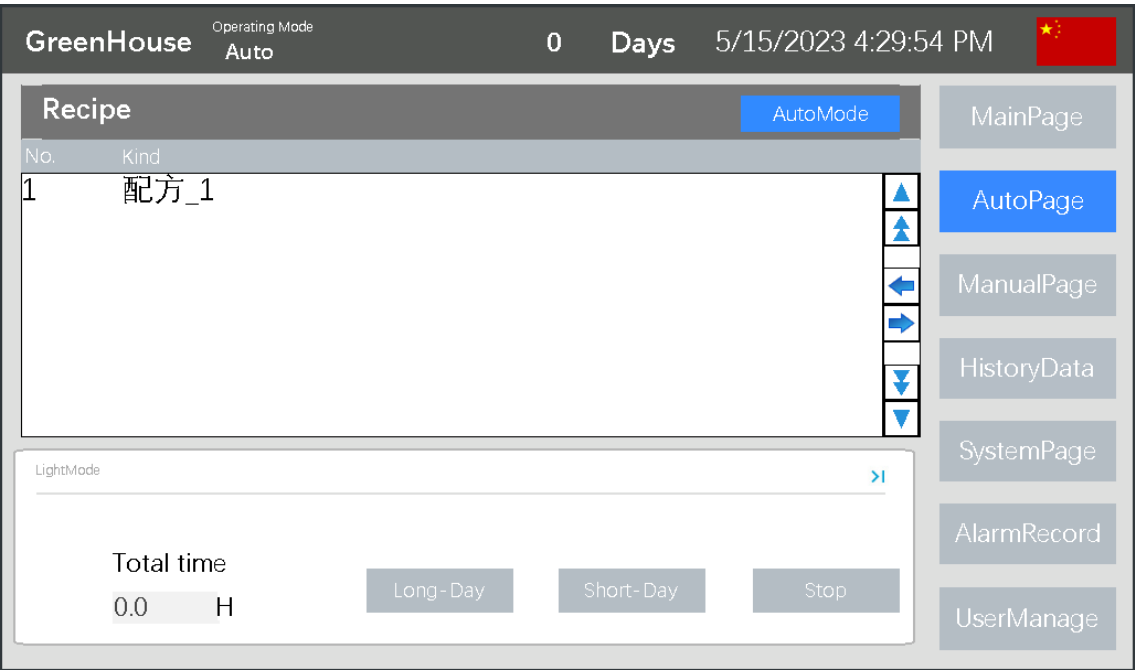 GreenHouse Operating Mode Auto 0 Days 5/15/2023 4:29:54 PM
Recipe AutoMode
No. Kind
1 配方_1
LightMode
Total time
0.0 H Long-Day Short-Day Stop
MainPage
AutoPage
ManualPage
HistoryData
SystemPage
AlarmRecord
UserManage